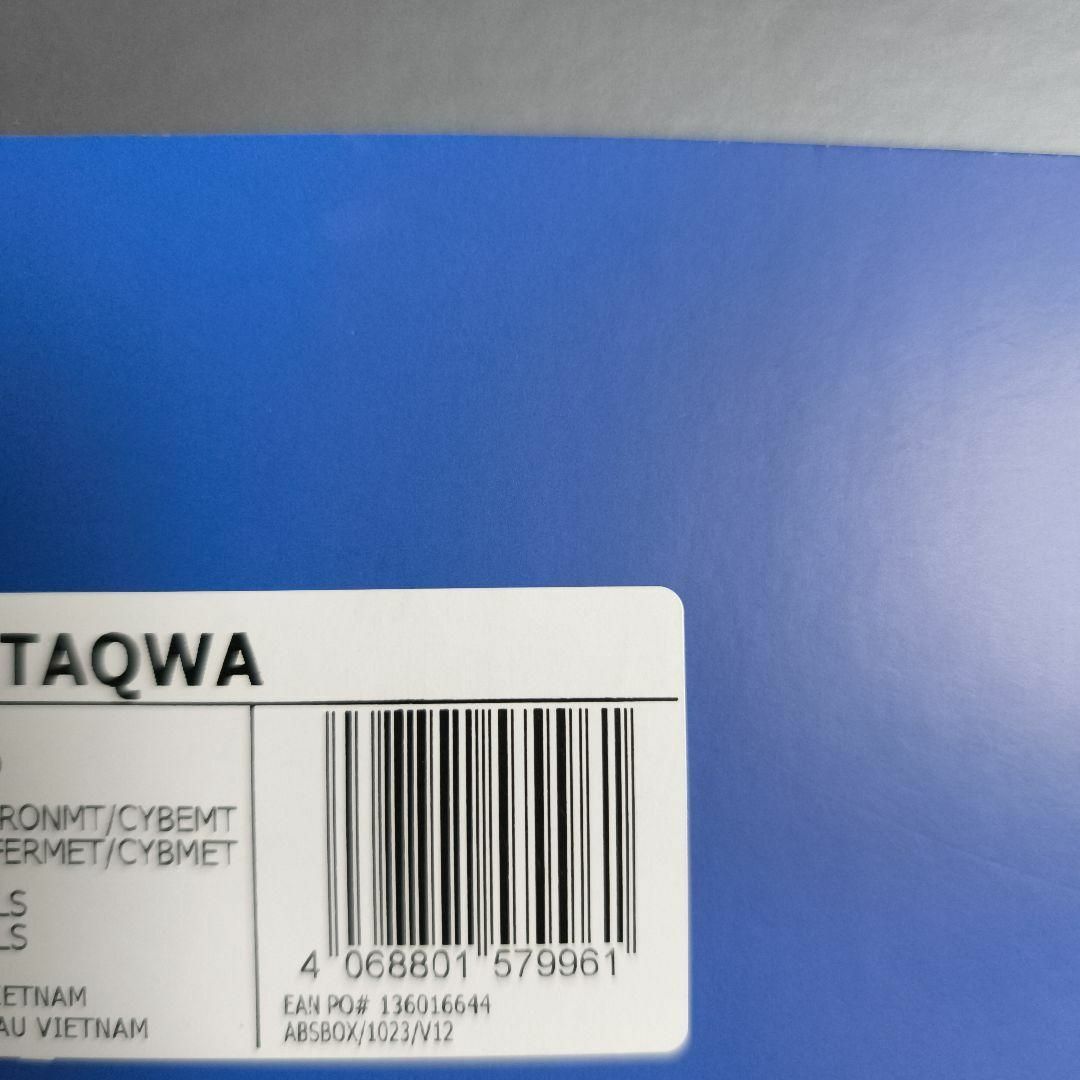 TAQWA
RONMT/CYBEMT
FERMET/CYBMET
LS
LS
IETNAM
AU VIETNAM
4 068801 579961
EAN PO# 136016644
ABSBOX/1023/V12